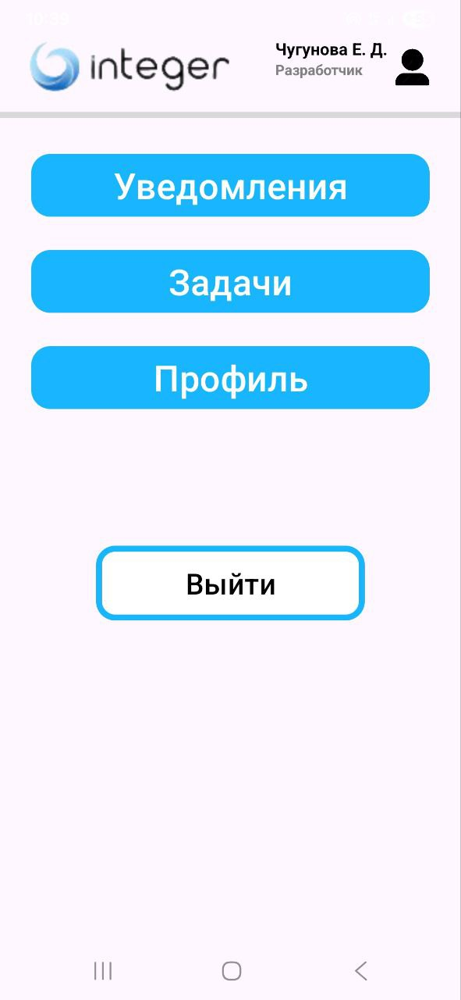 integer
Чугунова Е. Д.
Разработчик
Уведомления
Задачи
Профиль
Выйти